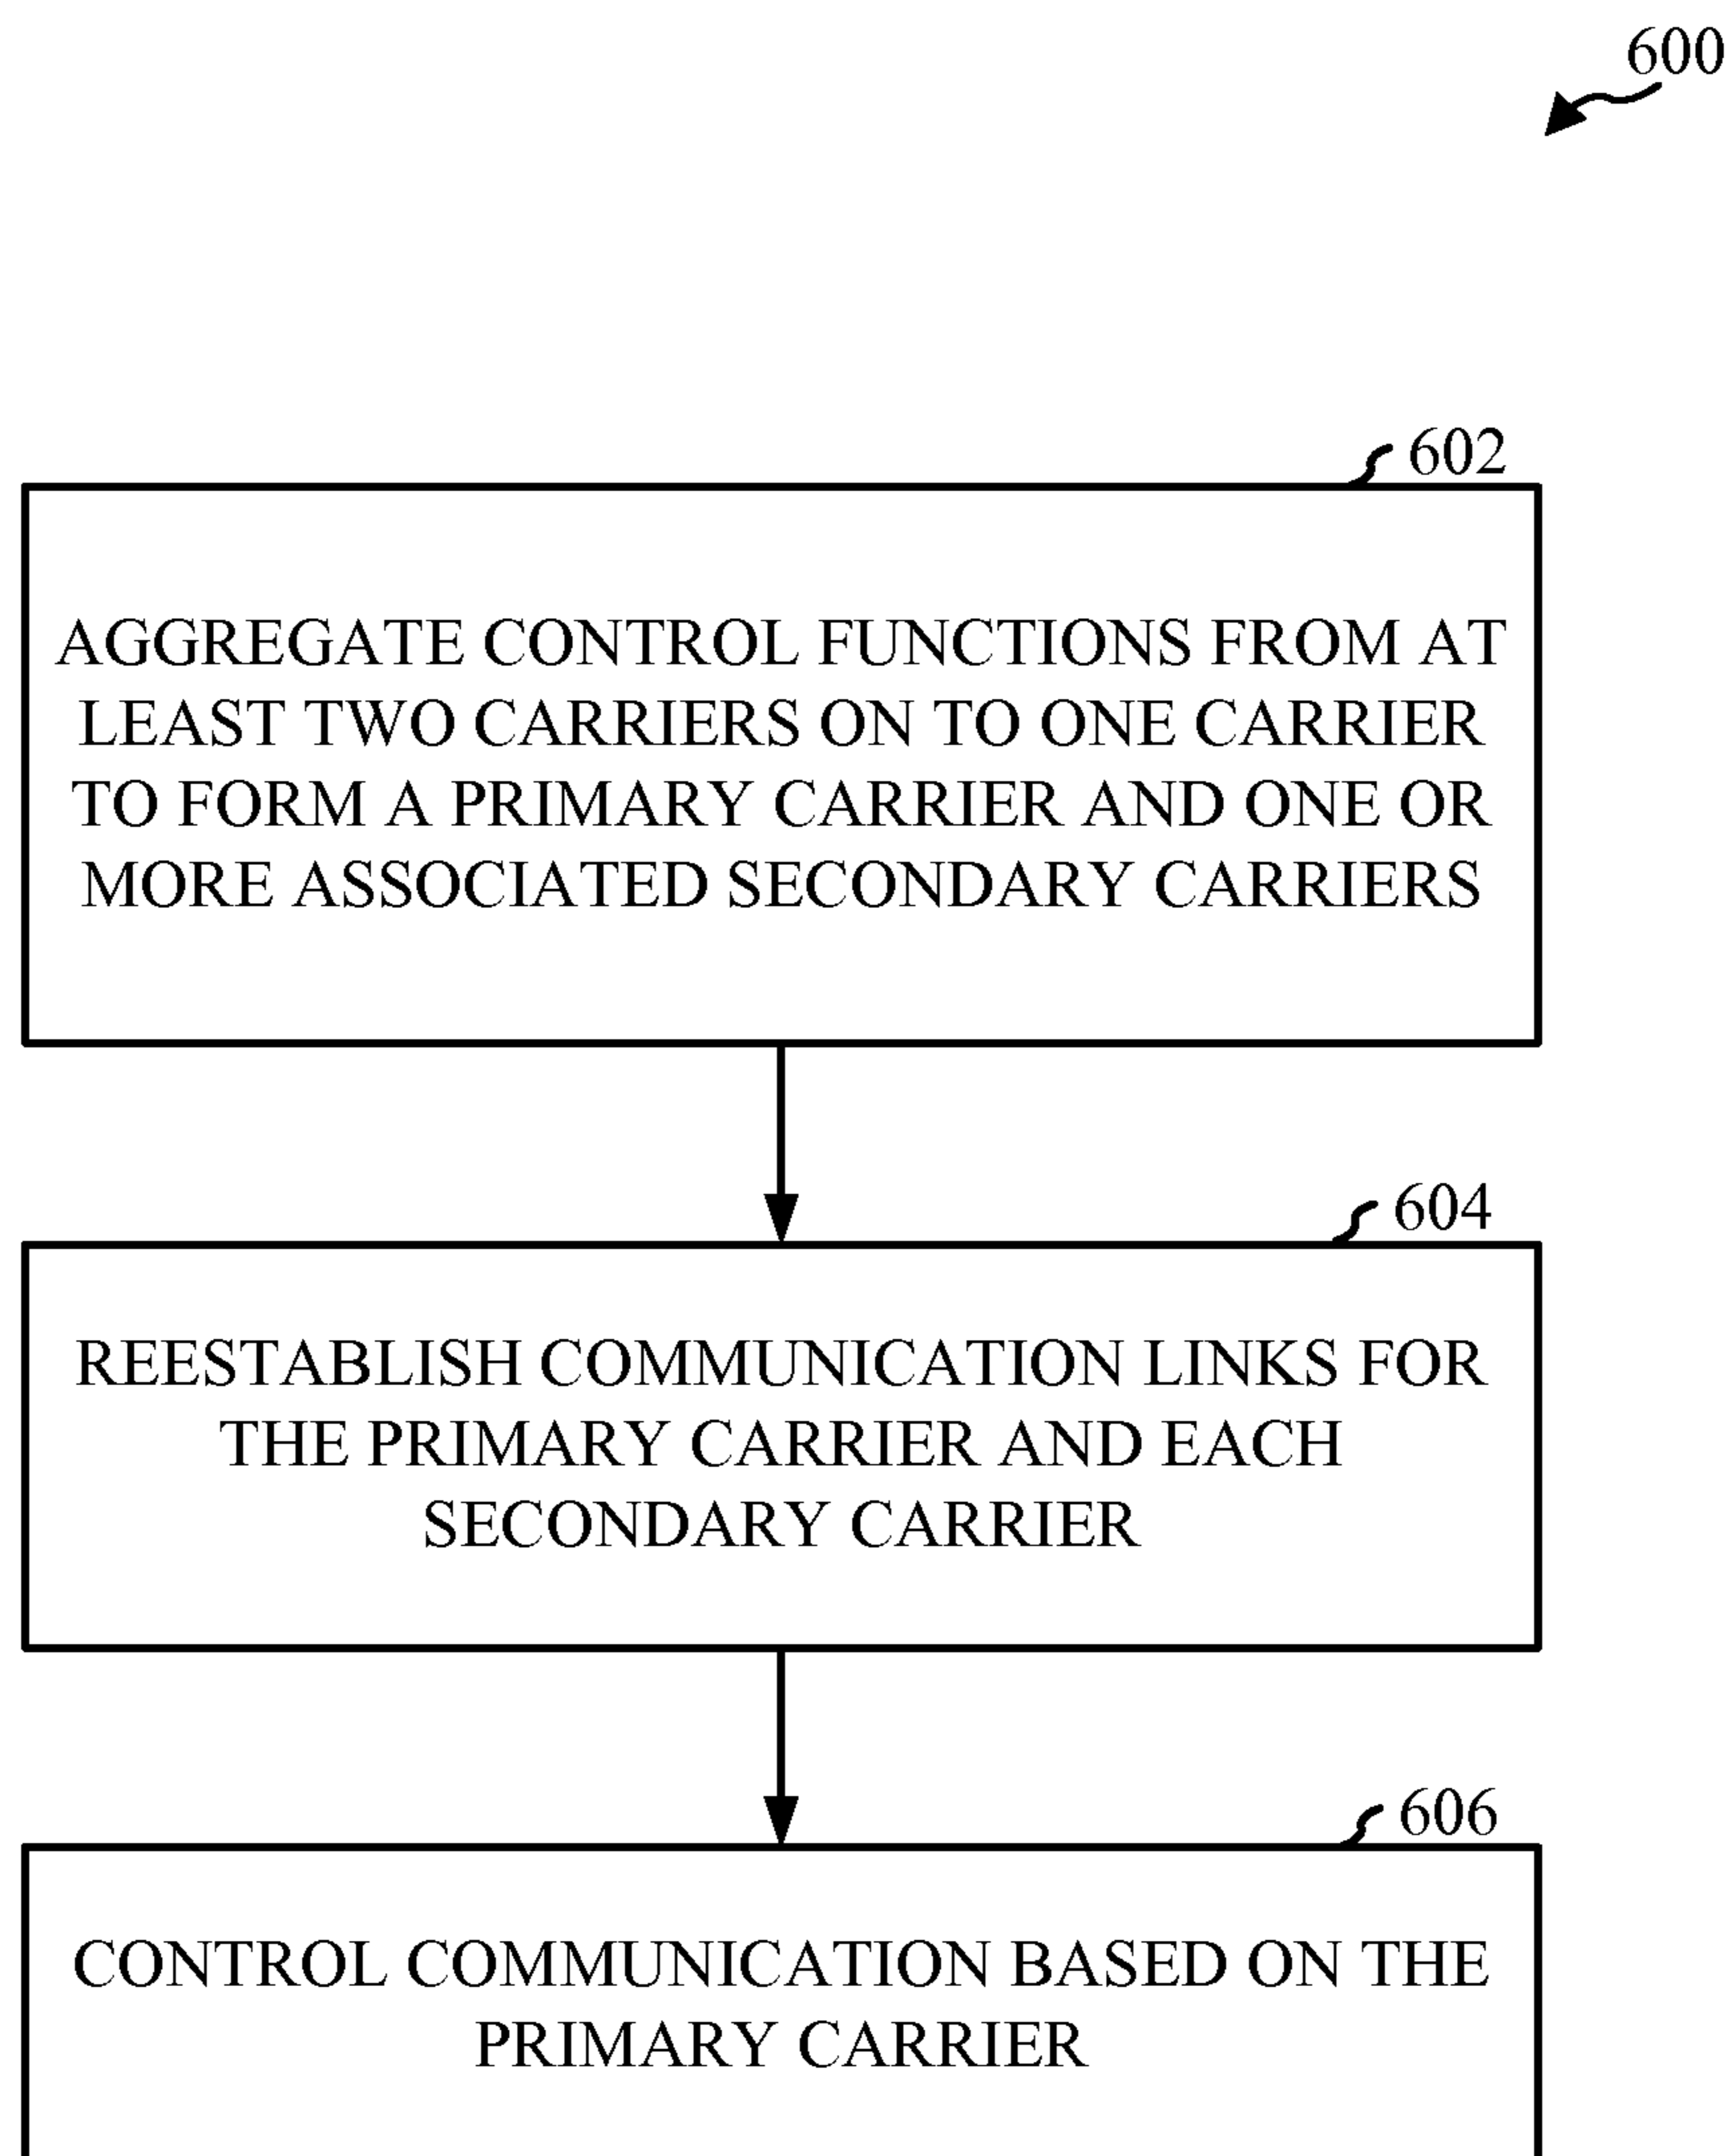 600
602
AGGREGATE CONTROL FUNCTIONS FROM AT
LEAST TWO CARRIERS ON TO ONE CARRIER
TO FORM A PRIMARY CARRIER AND ONE OR
MORE ASSOCIATED SECONDARY CARRIERS
604
REESTABLISH COMMUNICATION LINKS FOR
THE PRIMARY CARRIER AND EACH
SECONDARY CARRIER
606
CONTROL COMMUNICATION BASED ON THE
PRIMARY CARRIER